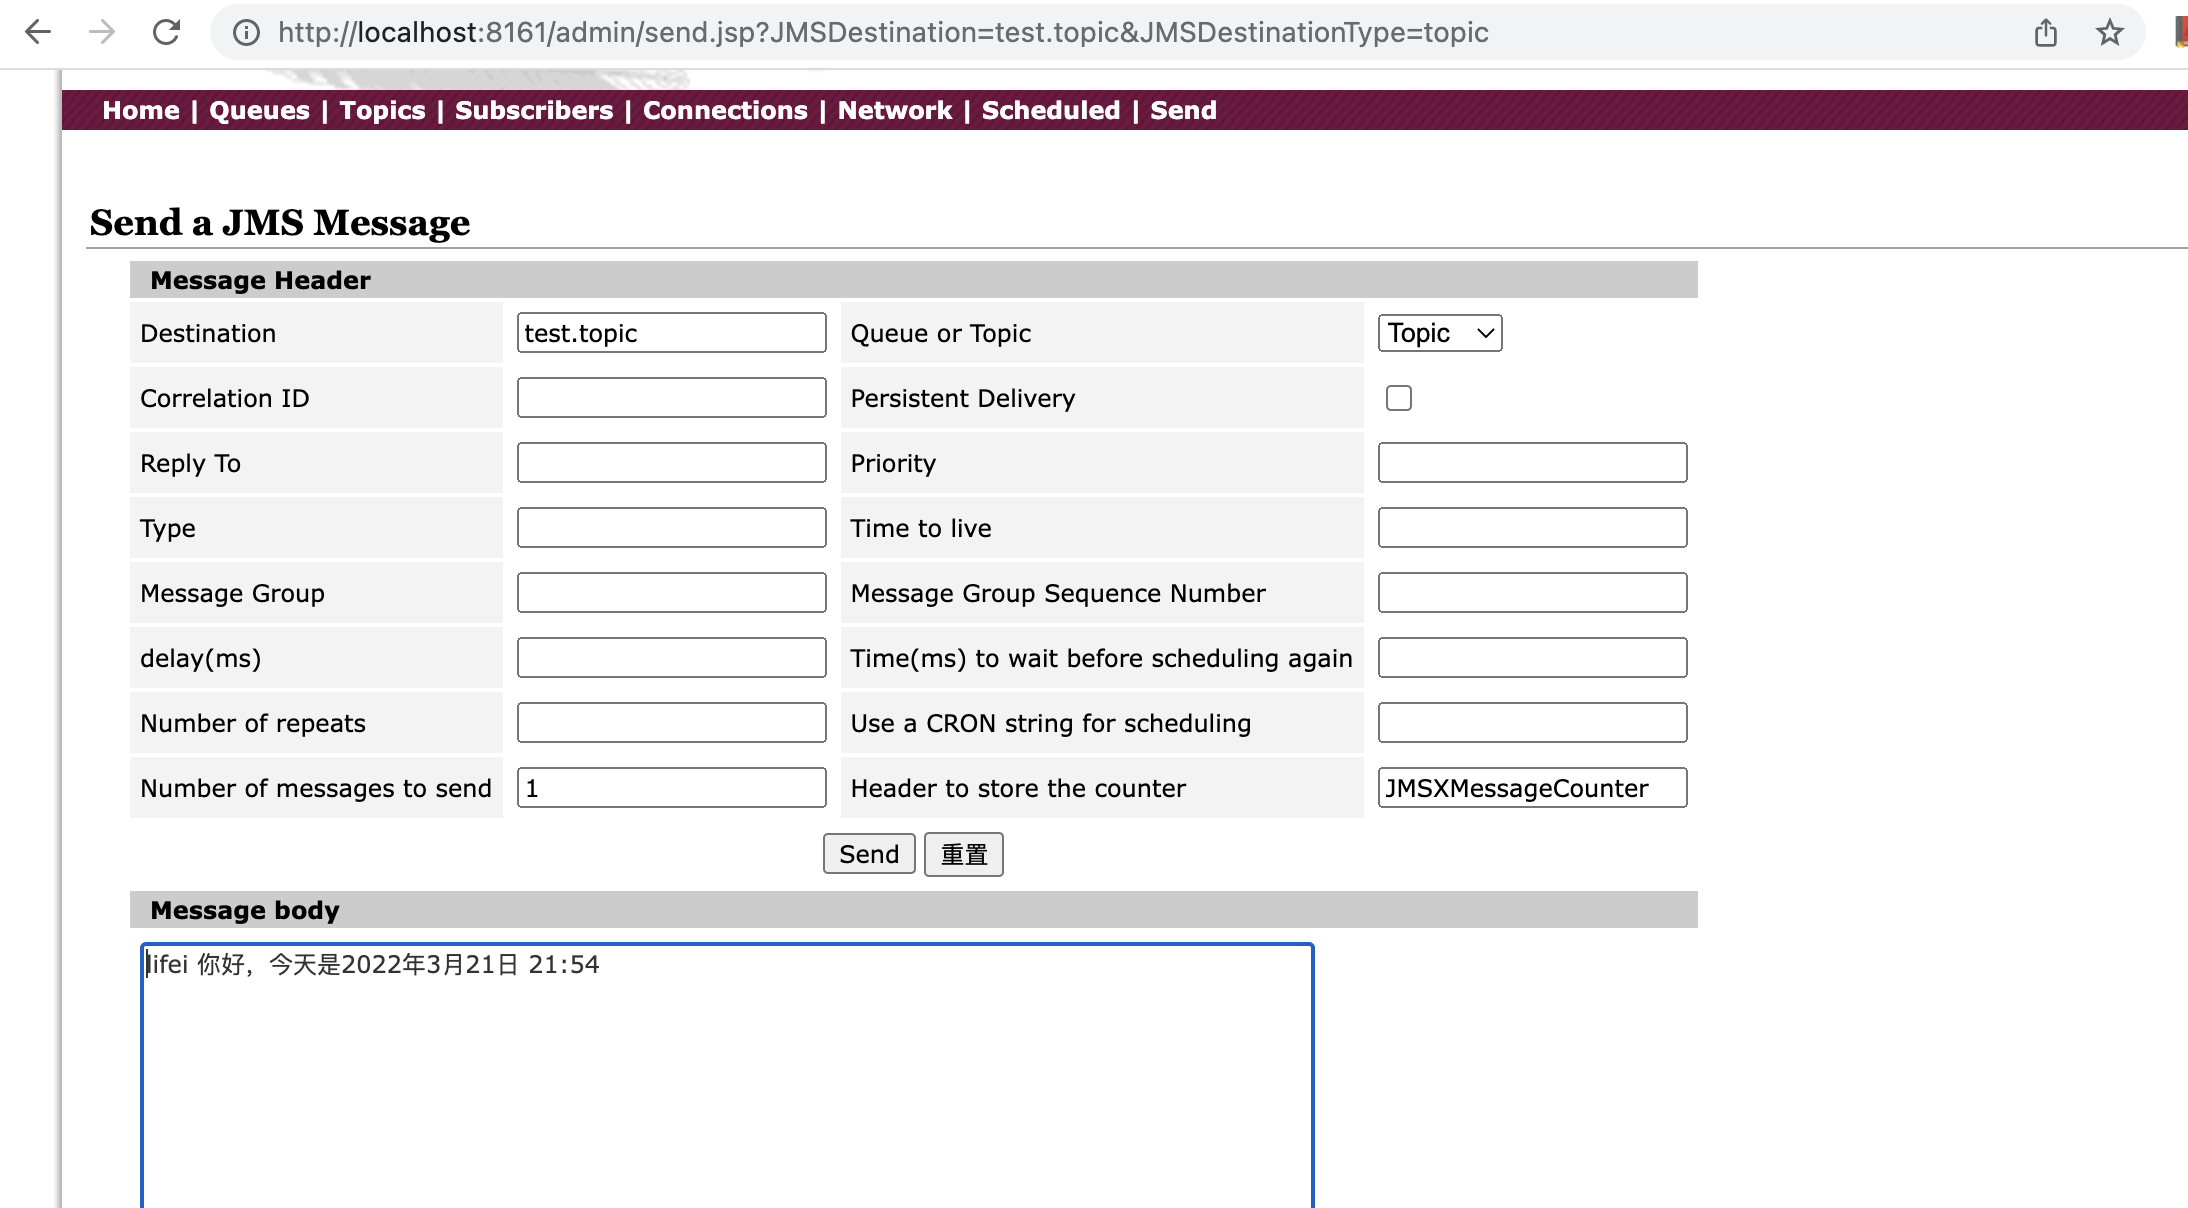 http://localhost:8161/admin/send.jsp?JMSDestination=test.topic&JMSDestinationType=topic
Home | Queues | Topics | Subscribers | Connections | Network | Scheduled | Send
Send a JMS Message
Message Header
Destination test.topic Queue or Topic Topic
Correlation ID Persistent Delivery
Reply To Priority
Type Time to live
Message Group Message Group Sequence Number
delay(ms) Time(ms) to wait before scheduling again
Number of repeats Use a CRON string for scheduling
Number of messages to send 1 Header to store the counter JMSXMessageCounter
Send 重置
Message body
lifei 你好，今天是2022年3月21日 21:54